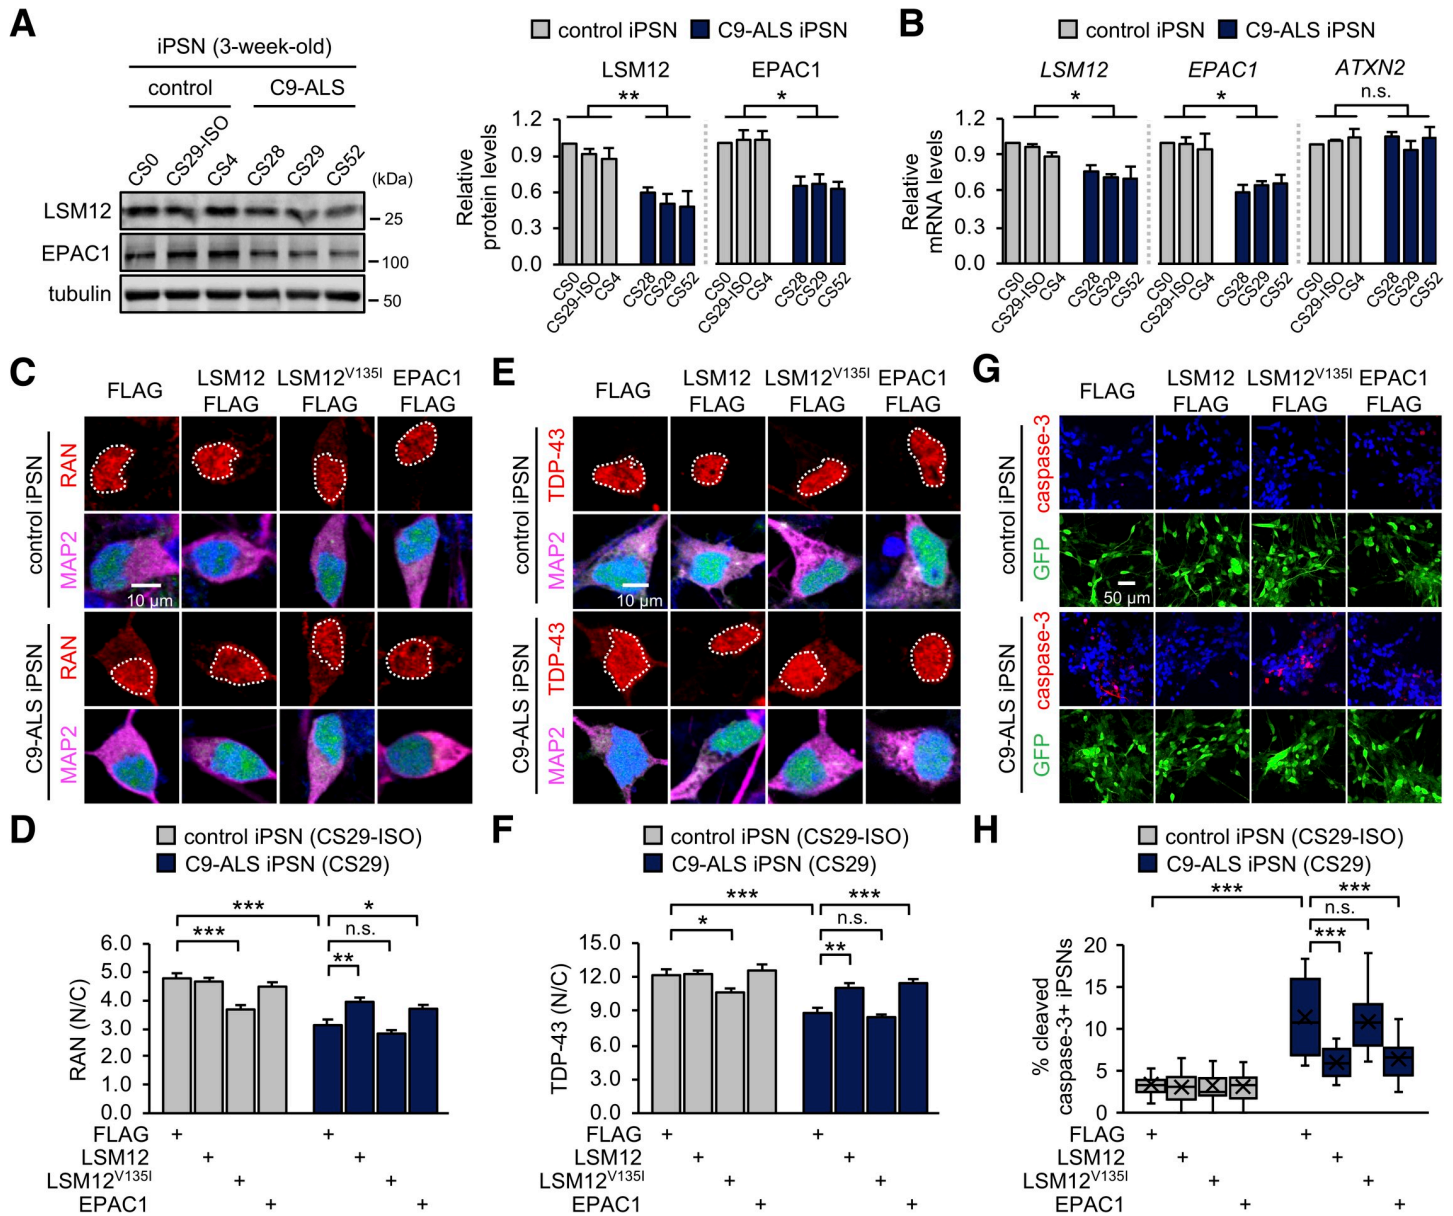 A
iPSN (3-week-old)
control C9-ALS
CS0 CS29-ISO CS4 CS28 CS29 CS52 (kDa)
LSM12 25
EPAC1 100
tubulin 50
control iPSN C9-ALS iPSN
LSM12 EPAC1
** *
Relative protein levels
1.2
0.9
0.6
0.3
0.0
CS0 CS29-ISO CS4 CS28 CS29 CS52 CS0 CS29-ISO CS4 CS28 CS29 CS52
B
control iPSN C9-ALS iPSN
LSM12 EPAC1 ATXN2
* * n.s.
Relative mRNA levels
1.2
0.9
0.6
0.3
0.0
CS0 CS29-ISO CS4 CS28 CS29 CS52 CS0 CS29-ISO CS4 CS28 CS29 CS52 CS0 CS29-ISO CS4 CS28 CS29 CS52
C
FLAG LSM12 FLAG LSM12V135I FLAG EPAC1 FLAG
control iPSN
RAN
MAP2
10 µm
C9-ALS iPSN
RAN
MAP2
E
FLAG LSM12 FLAG LSM12V135I FLAG EPAC1 FLAG
control iPSN
TDP-43
MAP2
10 µm
C9-ALS iPSN
TDP-43
MAP2
G
FLAG LSM12 FLAG LSM12V135I FLAG EPAC1 FLAG
control iPSN
caspase-3
GFP
50 µm
C9-ALS iPSN
caspase-3
GFP
D
control iPSN (CS29-ISO)
C9-ALS iPSN (CS29)
*** *
*** n.s.
**
RAN (N/C)
6.0
5.0
4.0
3.0
2.0
1.0
0.0
FLAG + +
LSM12 + +
LSM12V135I + +
EPAC1 + +
F
control iPSN (CS29-ISO)
C9-ALS iPSN (CS29)
*** ***
* n.s.
**
TDP-43 (N/C)
15.0
12.0
9.0
6.0
3.0
0.0
FLAG + +
LSM12 + +
LSM12V135I + +
EPAC1 + +
H
control iPSN (CS29-ISO)
C9-ALS iPSN (CS29)
*** ***
n.s.
***
% cleaved
caspase-3+ iPSNs
20
15
10
5
0
FLAG + +
LSM12 + +
LSM12V135I + +
EPAC1 + +